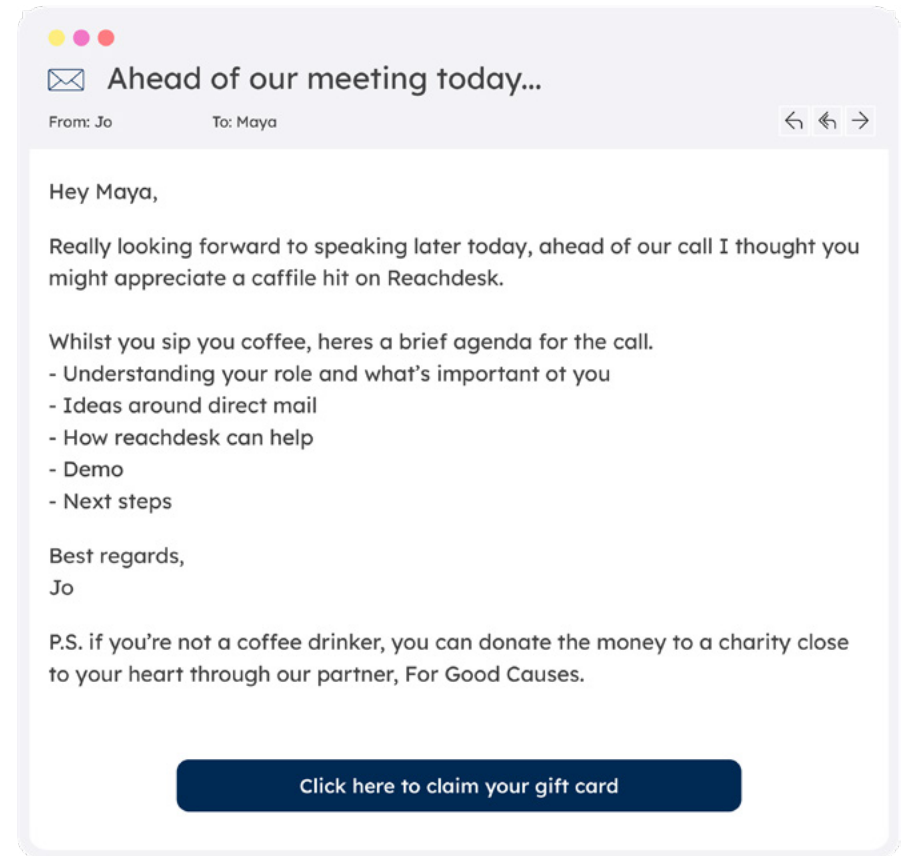 Ahead of our meeting today...
From: Jo To: Maya
Hey Maya,
Really looking forward to speaking later today, ahead of our call I thought you
might appreciate a caffile hit on Reachdesk.
Whilst you sip you coffee, heres a brief agenda for the call.
- Understanding your role and what's important ot you
- Ideas around direct mail
- How reachdesk can help
- Demo
- Next steps
Best regards,
Jo
P.S. if you're not a coffee drinker, you can donate the money to a charity close
to your heart through our partner, For Good Causes.
Click here to claim your gift card